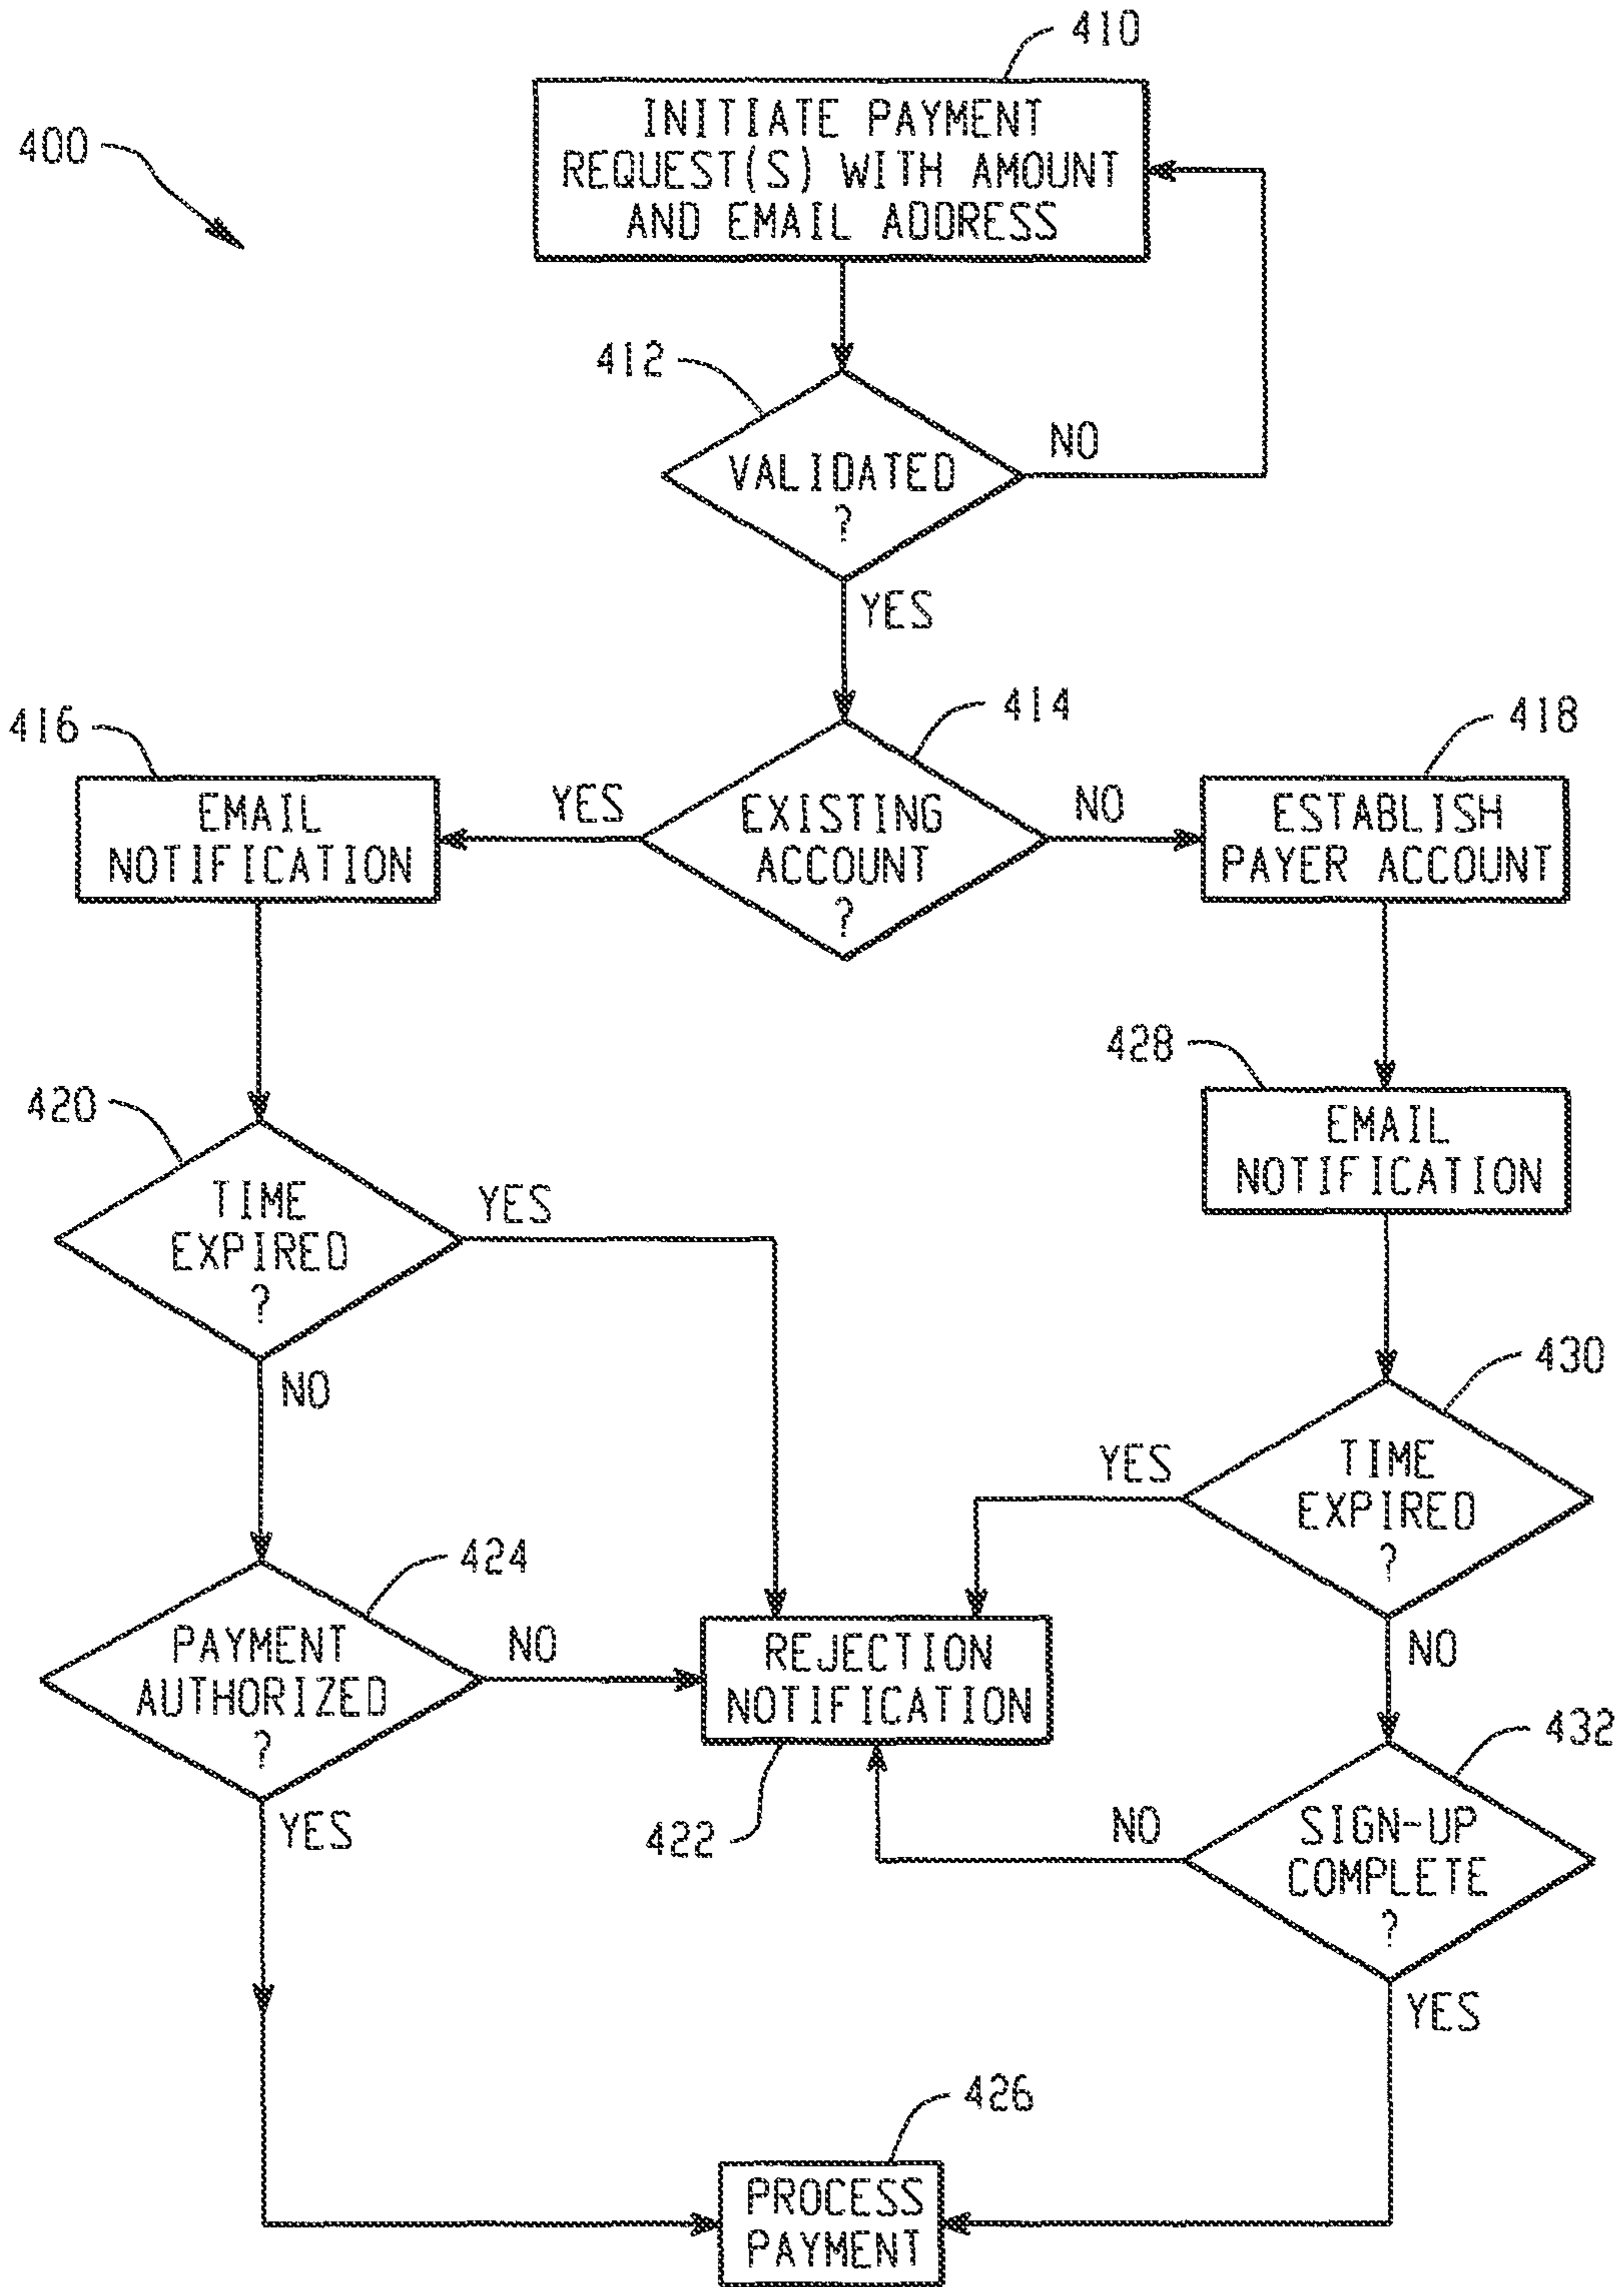 410
INITIATE PAYMENT
REQUEST(S) WITH AMOUNT
AND EMAIL ADDRESS
400
412
VALIDATED
?
NO
YES
414
416
418
EMAIL
NOTIFICATION
YES
EXISTING
ACCOUNT
?
NO
ESTABLISH
PAYER ACCOUNT
428
EMAIL
NOTIFICATION
420
TIME
EXPIRED
?
YES
NO
430
TIME
EXPIRED
?
YES
NO
424
PAYMENT
AUTHORIZED
?
NO
YES
REJECTION
NOTIFICATION
422
432
SIGN-UP
COMPLETE
?
NO
YES
426
PROCESS
PAYMENT